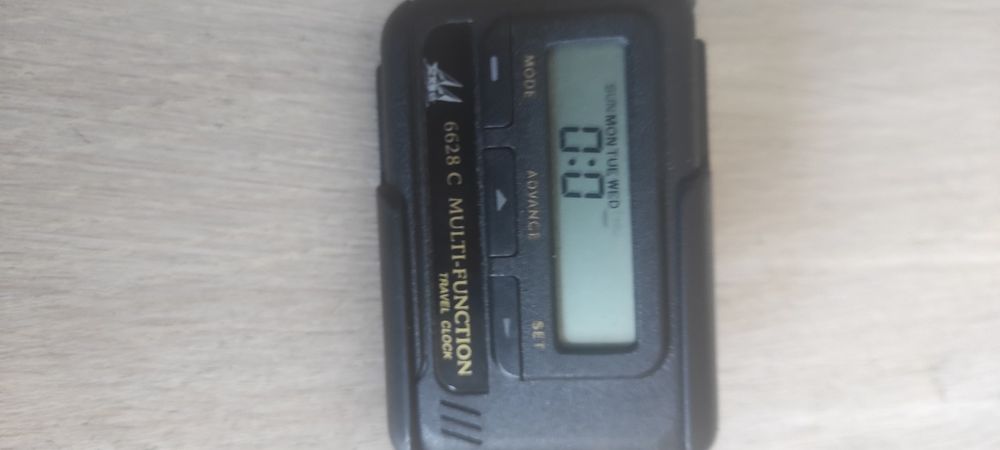 SUN MON TUE WED
0:0
MODE ADVANCE SET
6628 C MULTI-FUNCTION
TRAVEL CLOCK